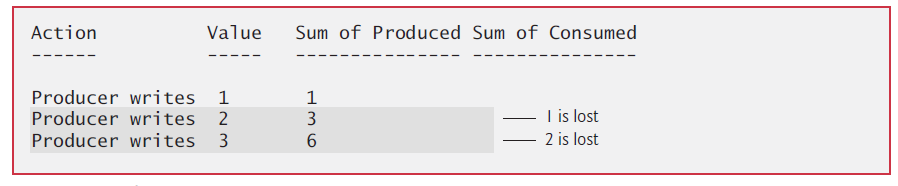 Action Value Sum of Produced Sum of Consumed
------ ----- --------------- ---------------
Producer writes 1 1
Producer writes 2 3 1 is lost
Producer writes 3 6 2 is lost